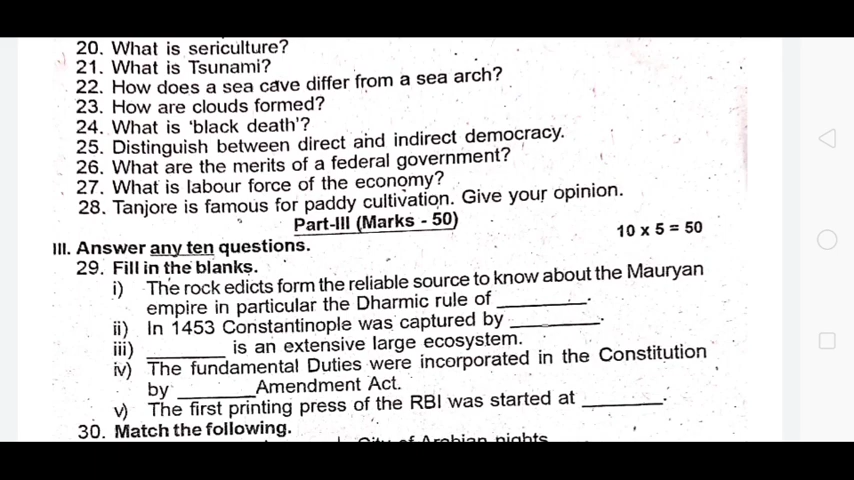 20. What is sericulture?
21. What is Tsunami?
22. How does a sea cave differ from a sea arch?
23. How are clouds formed?
24. What is 'black death'?
25. Distinguish between direct and indirect democracy.
26. What are the merits of a federal government?
27. What is labour force of the economy?
28. Tanjore is famous for paddy cultivation. Give your opinion.
Part-III (Marks - 50)
III. Answer any ten questions. 10 x 5 = 50
29. Fill in the blanks.
i) The rock edicts form the reliable source to know about the Mauryan
empire in particular the Dharmic rule of ________.
ii) In 1453 Constantinople was captured by ________.
iii) ________ is an extensive large ecosystem.
iv) The fundamental Duties were incorporated in the Constitution
by ________ Amendment Act.
v) The first printing press of the RBI was started at ________.
30. Match the following.
City of Arabian nights